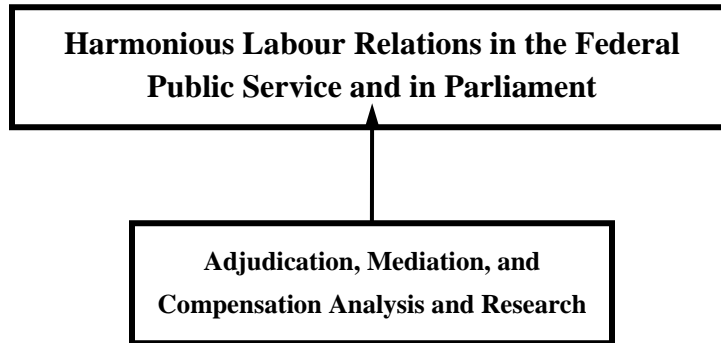 Harmonious Labour Relations in the Federal
Public Service and in Parliament
Adjudication, Mediation, and
Compensation Analysis and Research